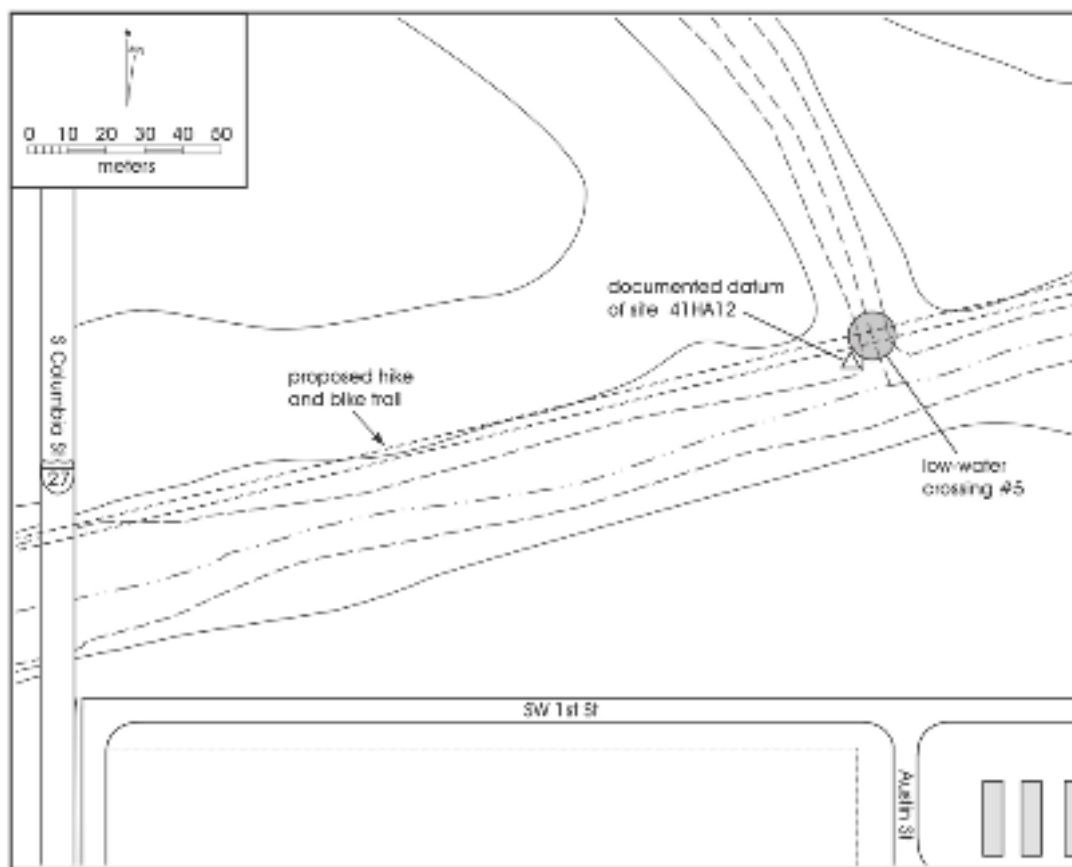 0 10 20 30 40 50
meters
documented datum
of site 41HA12
proposed hike
and bike trail
S Columbia St
27
low-water
crossing #5
SW 1st St
Austin St